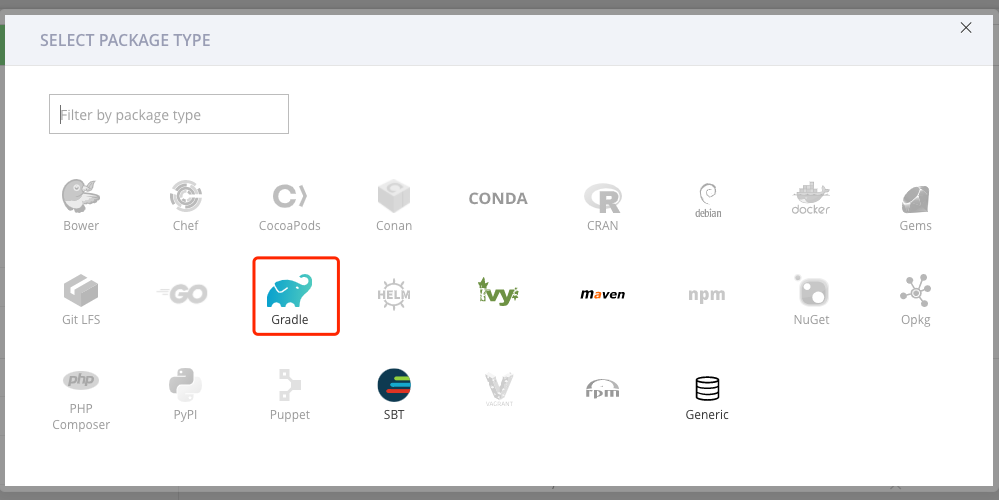 SELECT PACKAGE TYPE
Filter by package type
CONDA
debian
docker
Bower
Chef
CocoaPods
Conan
CRAN
Gems
GO
HELM
ivy
maven
npm
Git LFS
Gradle
NuGet
Opkg
php
VAGRANT
rpm
PHP
Composer
PyPI
Puppet
SBT
Generic